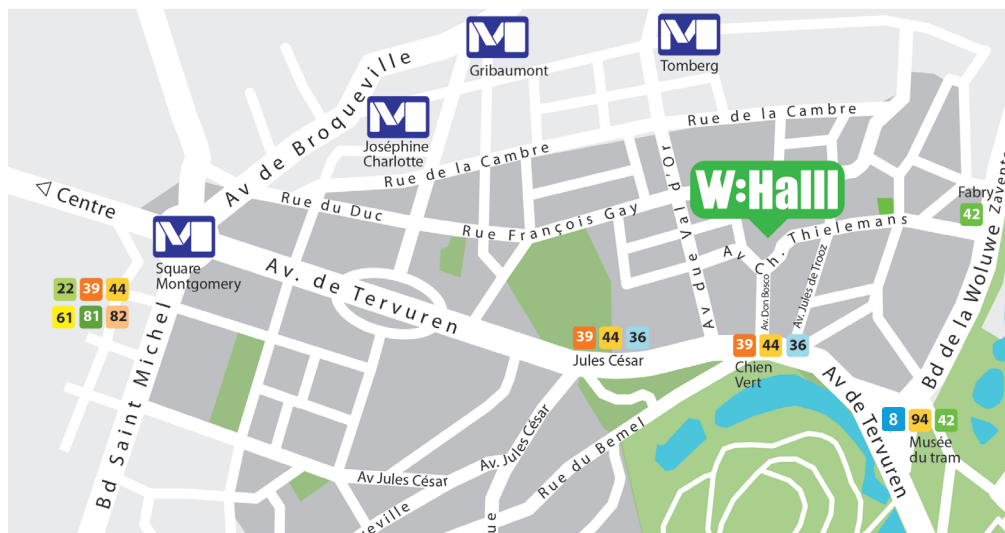 Gribaumont
Tomberg
Joséphine
Charlotte
Av de Broqueville
Rue de la Cambre
Rue de la Cambre
Centre
Rue du Duc
Rue François Gay
Av due Val d'Or
W:Halll
Fabry
42
Zavente
Square
Montgomery
Av. de Tervuren
Av Ch. Thielemans
Av. Don Bosco
Av. Jules de Trooz
22 39 44
61 81 82
39 44 36
Jules César
39 44 36
Chien
Vert
Bd de la Woluwe
Bd Saint Michel
Av de Tervuren
8 94 42
Musée
du tram
Av Jules César
Av. Jules César
Rue du Bemel
ueville
ue